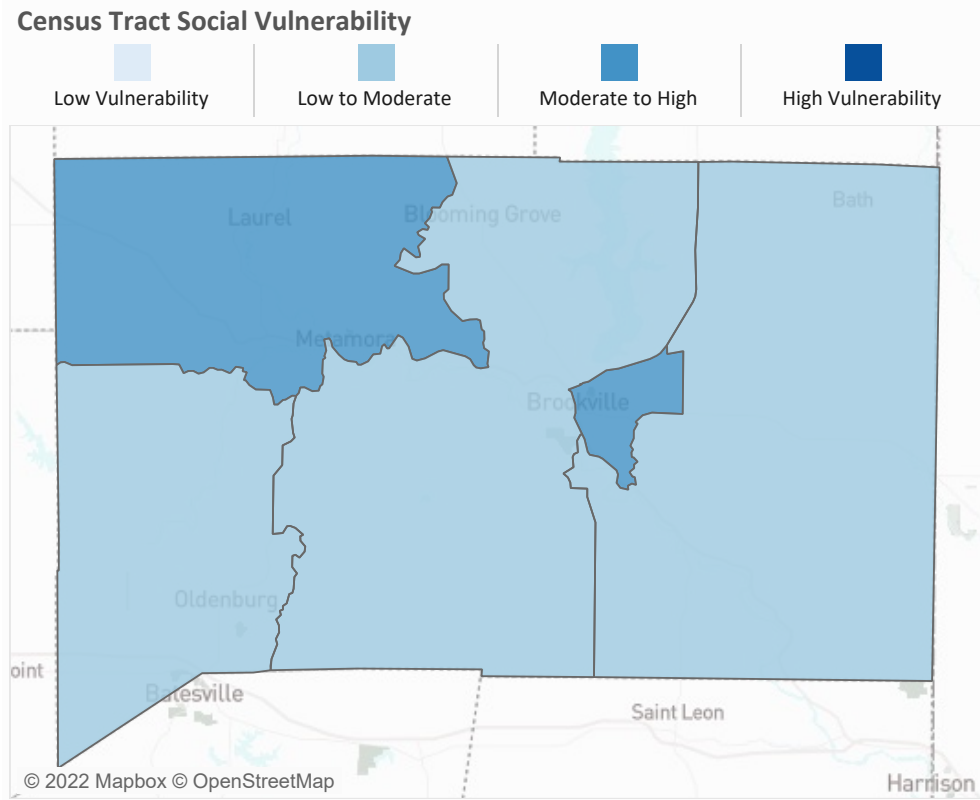 Census Tract Social Vulnerability
Low Vulnerability
Low to Moderate
Moderate to High
High Vulnerability
Bath
Laurel
Blooming Grove
Metamora
Brookville
Oldenburg
oint
Batesville
Saint Leon
© 2022 Mapbox © OpenStreetMap
Harrison